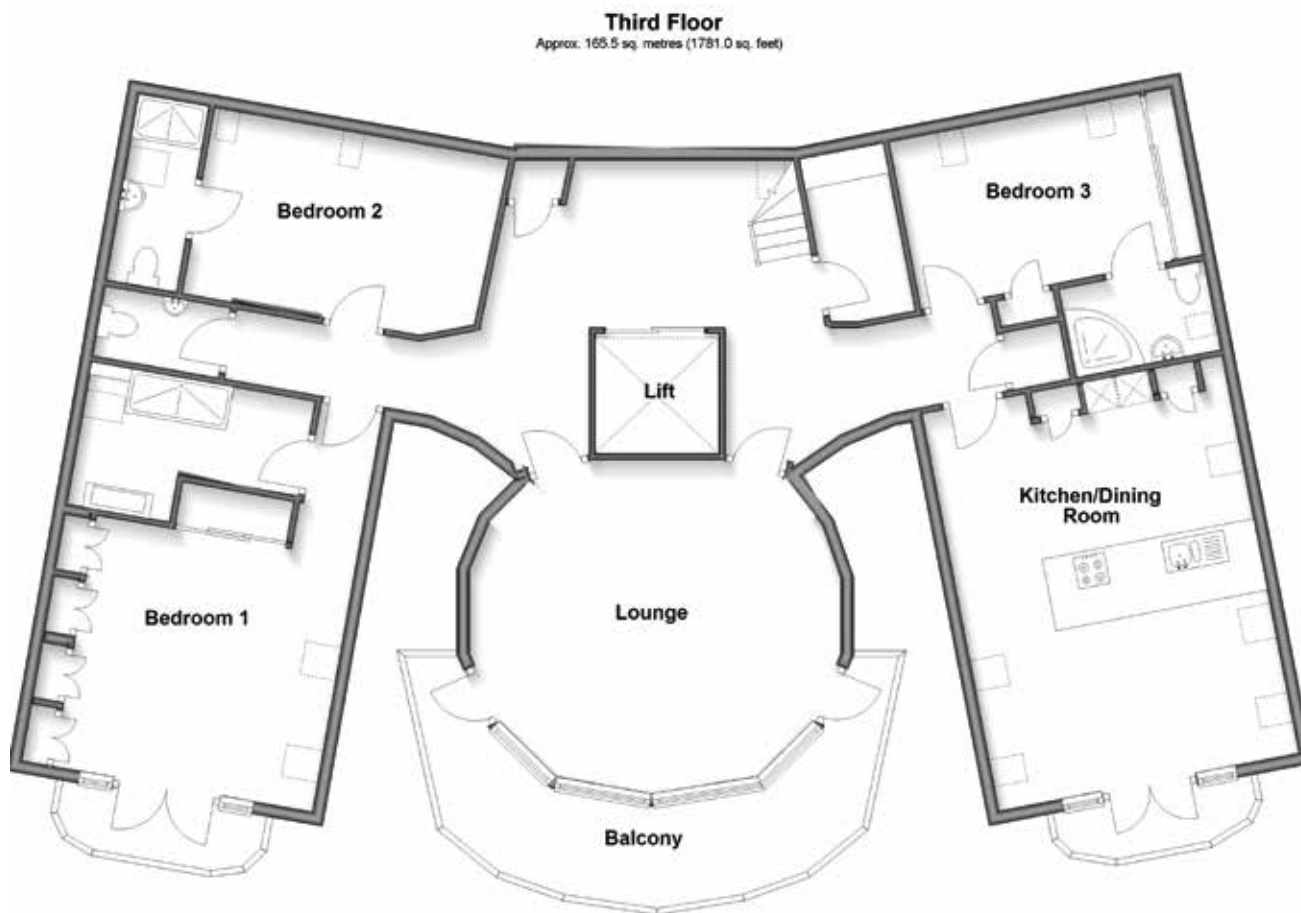 Third Floor
Approx. 165.5 sq. metres (1781.0 sq. feet)
Bedroom 2
Bedroom 3
Lift
Kitchen/Dining
Room
Bedroom 1
Lounge
Balcony